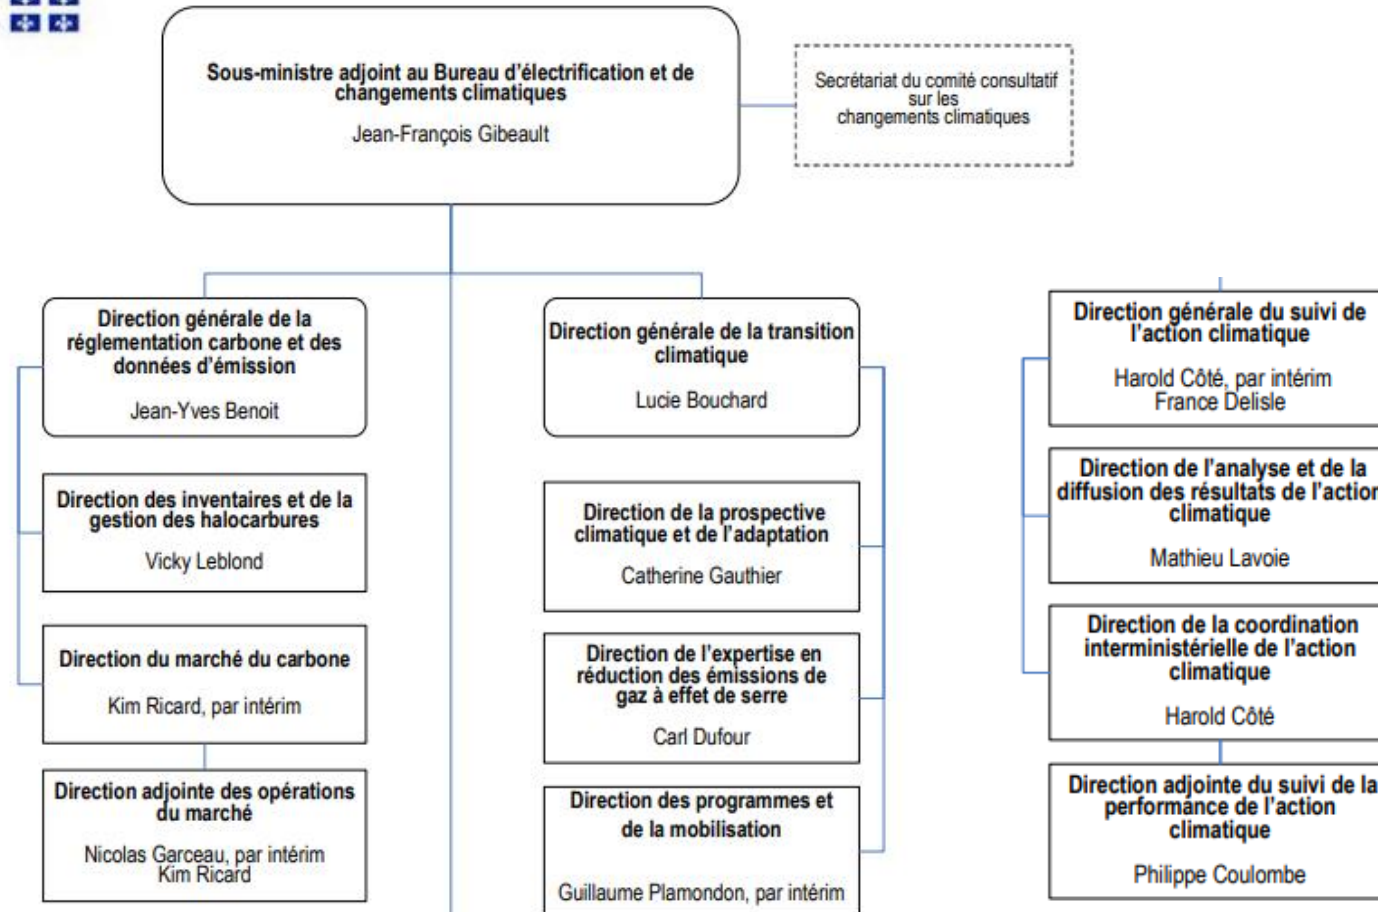 Sous-ministre adjoint au Bureau d'électrification et de
changements climatiques
Jean-François Gibeault
Secrétariat du comité consultatif
sur les
changements climatiques
Direction générale de la
réglementation carbone et des
données d'émission
Jean-Yves Benoit
Direction des inventaires et de la
gestion des halocarbures
Vicky Leblond
Direction du marché du carbone
Kim Ricard, par intérim
Direction adjointe des opérations
du marché
Nicolas Garceau, par intérim
Kim Ricard
Direction générale de la transition
climatique
Lucie Bouchard
Direction de la prospective
climatique et de l'adaptation
Catherine Gauthier
Direction de l'expertise en
réduction des émissions de
gaz à effet de serre
Carl Dufour
Direction des programmes et
de la mobilisation
Guillaume Plamondon, par intérim
Direction générale du suivi de
l'action climatique
Harold Côté, par intérim
France Delisle
Direction de l'analyse et de la
diffusion des résultats de l'action
climatique
Mathieu Lavoie
Direction de la coordination
interministérielle de l'action
climatique
Harold Côté
Direction adjointe du suivi de la
performance de l'action
climatique
Philippe Coulombe